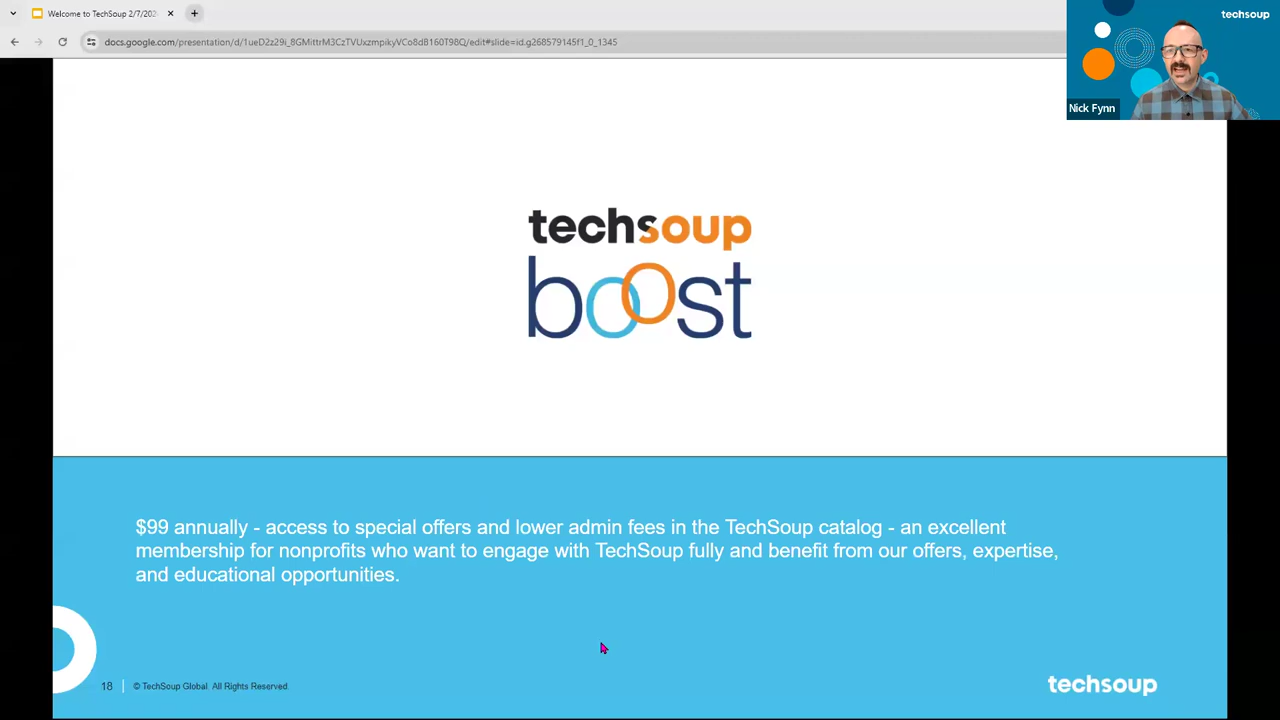 Welcome to TechSoup 2/7/202
docs.google.com/presentation/d/1ueD2z29i_8GMittrM3CzTVUxzmpikyVCo8dB160T98Q/edit#slide=id.g268579145f1_0_1345
techsoup
Nick Fynn
techsoup
boost
$99 annually - access to special offers and lower admin fees in the TechSoup catalog - an excellent
membership for nonprofits who want to engage with TechSoup fully and benefit from our offers, expertise,
and educational opportunities.
18
© TechSoup Global. All Rights Reserved.
techsoup